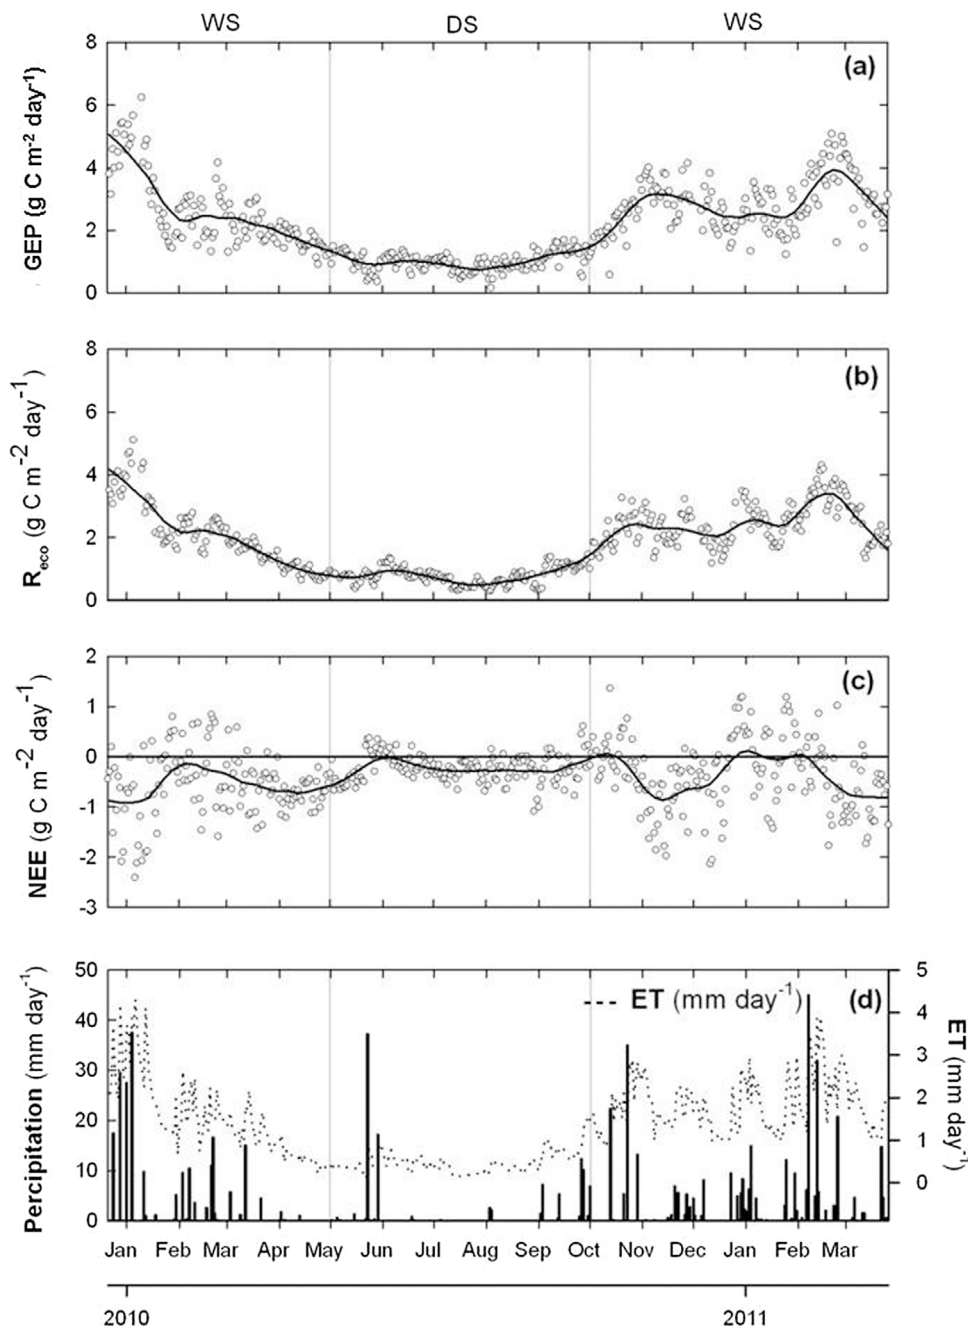 WS DS WS
8
6
4
2
0
GEP (g C m-2 day-1)
(a)
8
6
4
2
0
Reco (g C m-2 day-1)
(b)
2
1
0
-1
-2
-3
NEE (g C m-2 day-1)
(c)
50
40
30
20
10
0
Percipitation (mm day-1)
ET (mm day-1)
(d)
5
4
3
2
1
0
ET (mm day-1)
Jan Feb Mar Apr May Jun Jul Aug Sep Oct Nov Dec Jan Feb Mar
2010 2011